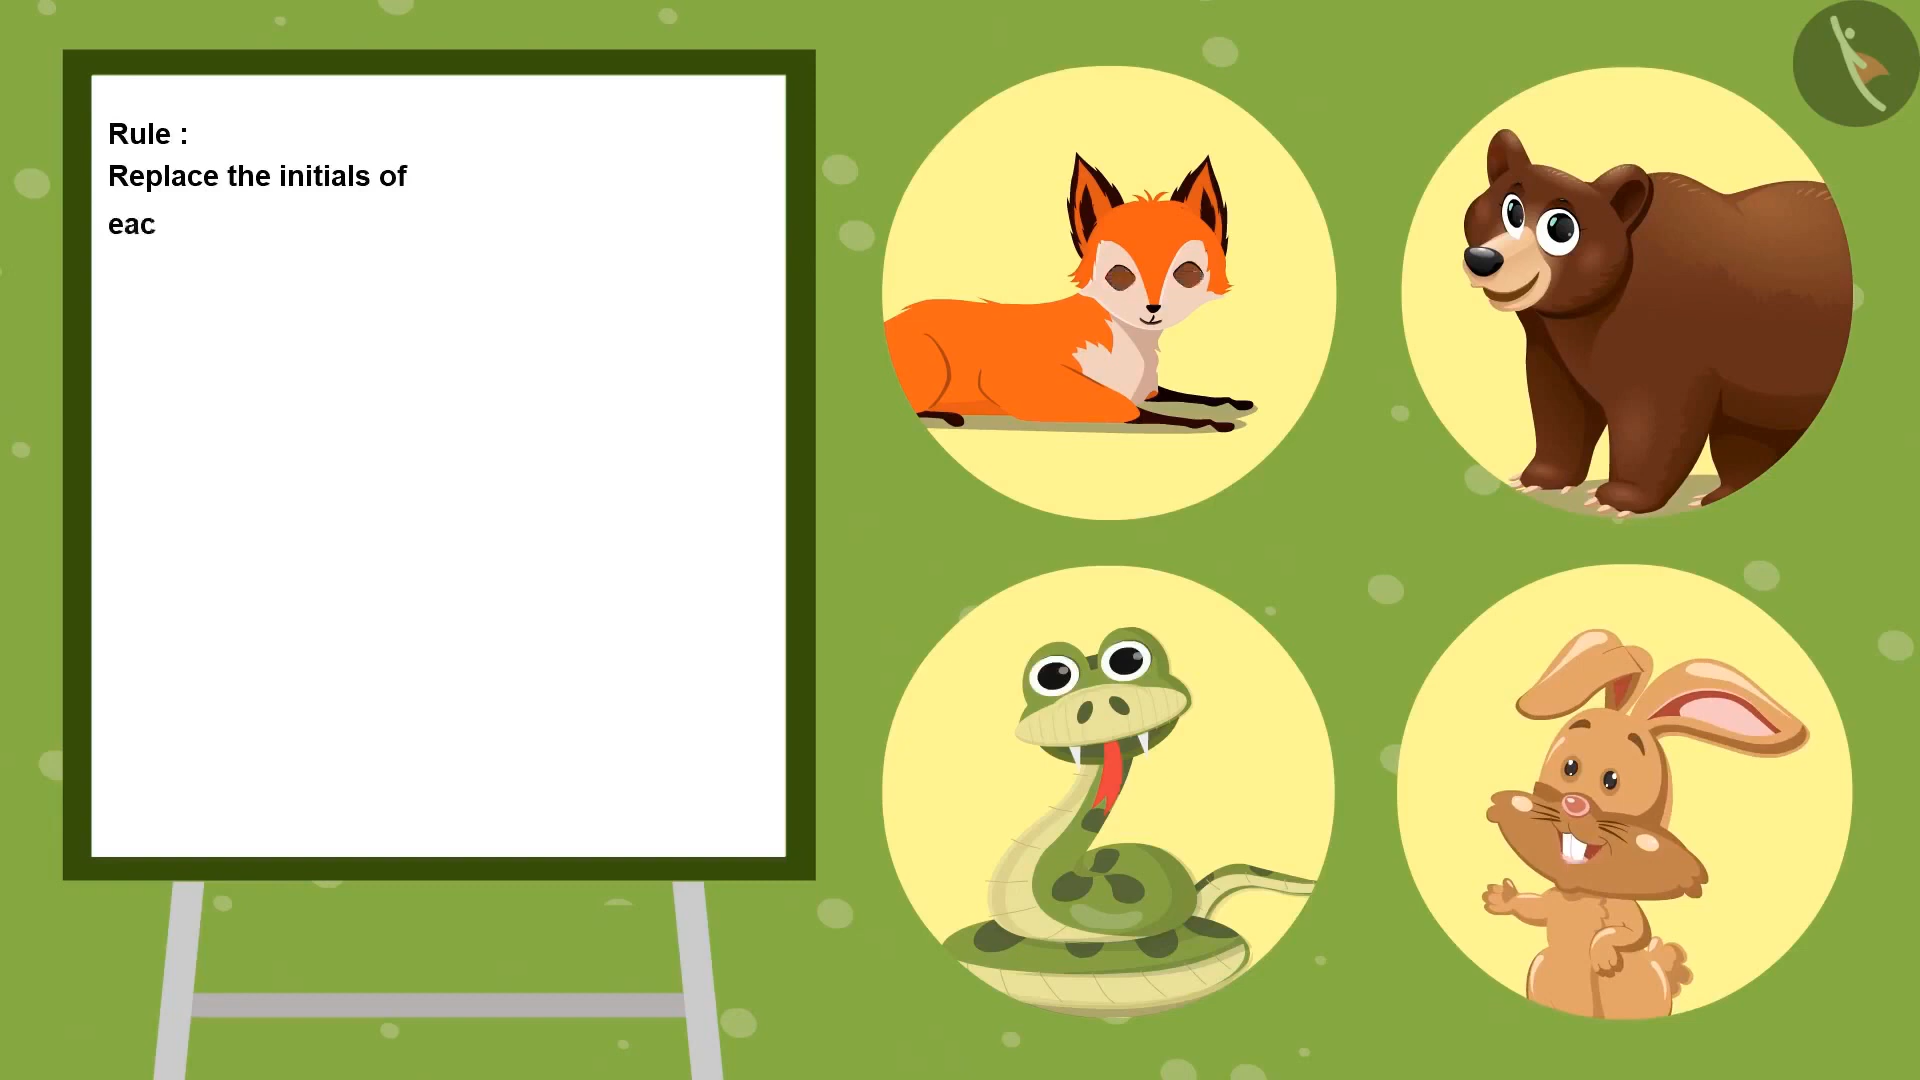 Rule :
Replace the initials of
eac